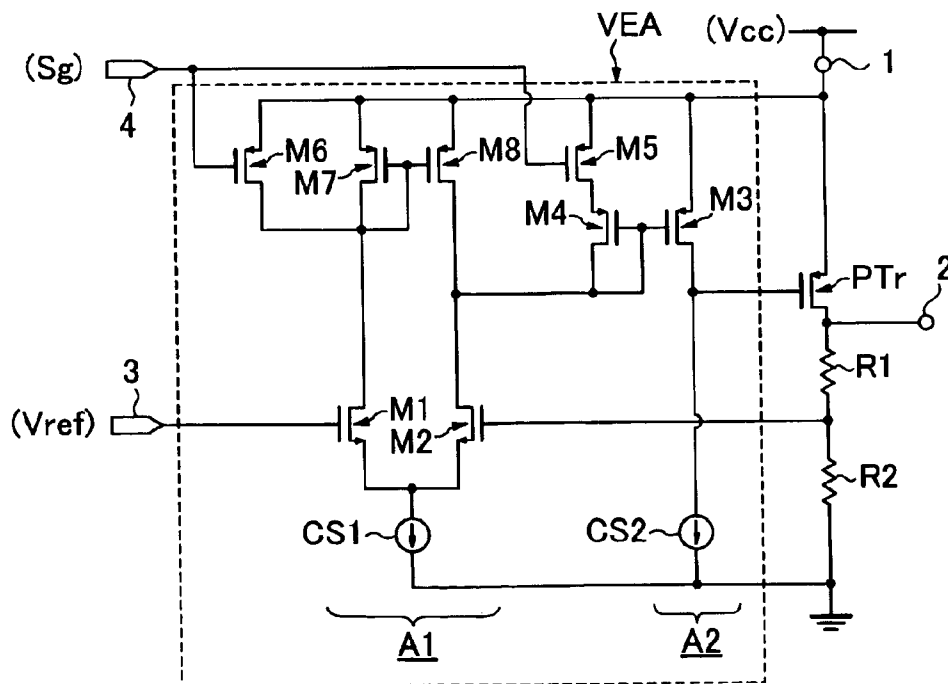 VEA
(Vcc)
1
(Sg)
4
M6
M7
M8
M5
M4
M3
PTr
2
R1
3
(Vref)
M1
M2
R2
CS1
CS2
A1
A2